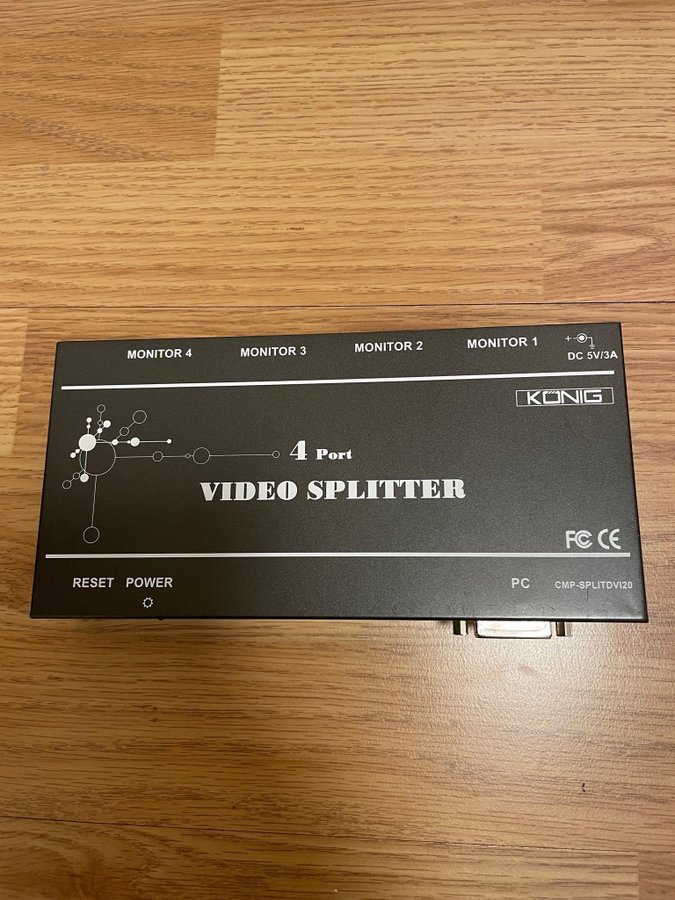 MONITOR 4 MONITOR 3 MONITOR 2 MONITOR 1 DC 5V/3A
KÖNIG
4 Port
VIDEO SPLITTER
FC CE
RESET POWER PC CMP-SPLITDVI20